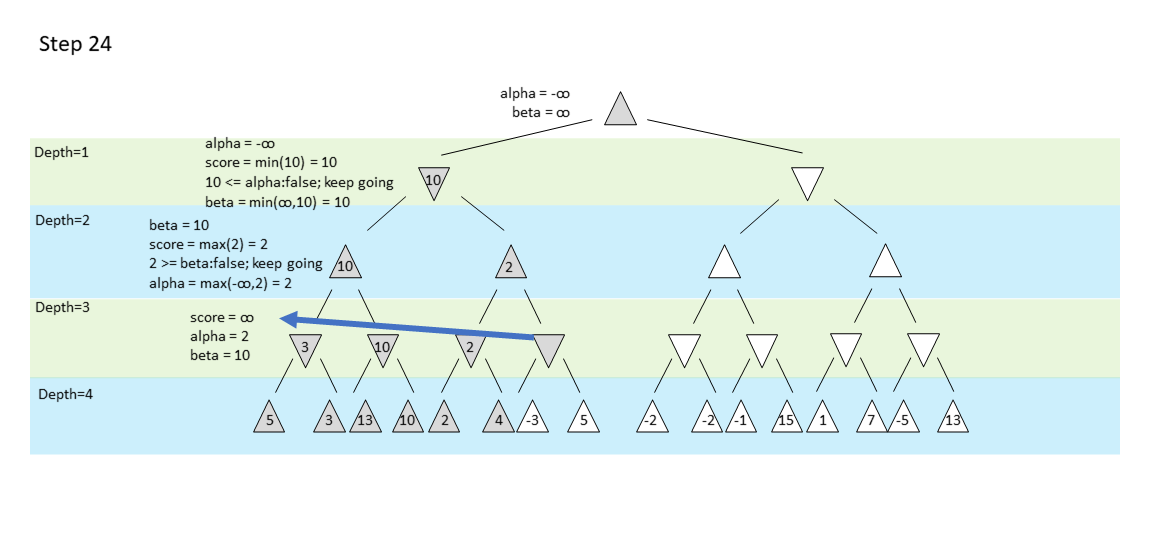 Step 24
alpha = -∞
beta = ∞
Depth=1
alpha = -∞
score = min(10) = 10
10 <= alpha:false; keep going
beta = min(∞,10) = 10
10
Depth=2
beta = 10
score = max(2) = 2
2 >= beta:false; keep going
alpha = max(-∞,2) = 2
10 2
Depth=3
score = ∞
alpha = 2
beta = 10
3 10 2
Depth=4
5 3 13 10 2 4 -3 5 -2 -2 -1 15 1 7 -5 13